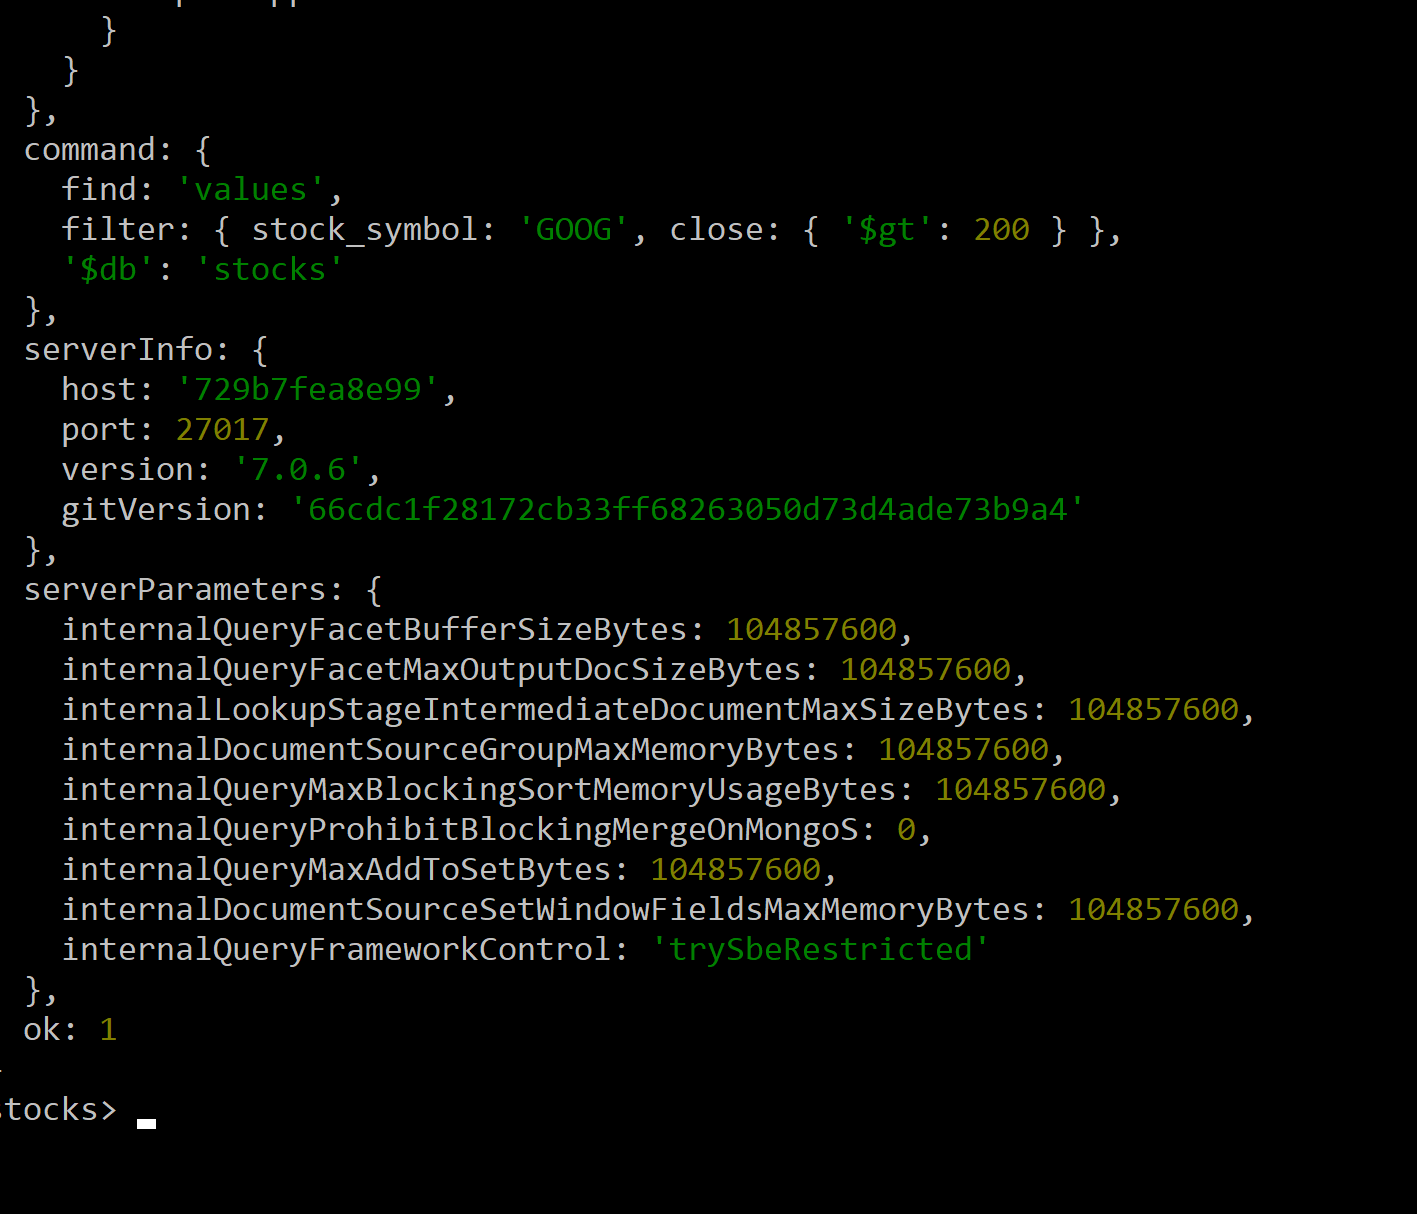 }
}
},
command: {
find: 'values',
filter: { stock_symbol: 'GOOG', close: { '$gt': 200 } },
'$db': 'stocks'
},
serverInfo: {
host: '729b7fea8e99',
port: 27017,
version: '7.0.6',
gitVersion: '66cdc1f28172cb33ff68263050d73d4ade73b9a4'
},
serverParameters: {
internalQueryFacetBufferSizeBytes: 104857600,
internalQueryFacetMaxOutputDocSizeBytes: 104857600,
internalLookupStageIntermediateDocumentMaxSizeBytes: 104857600,
internalDocumentSourceGroupMaxMemoryBytes: 104857600,
internalQueryMaxBlockingSortMemoryUsageBytes: 104857600,
internalQueryProhibitBlockingMergeOnMongoS: 0,
internalQueryMaxAddToSetBytes: 104857600,
internalDocumentSourceSetWindowFieldsMaxMemoryBytes: 104857600,
internalQueryFrameworkControl: 'trySbeRestricted'
},
ok: 1
tocks>